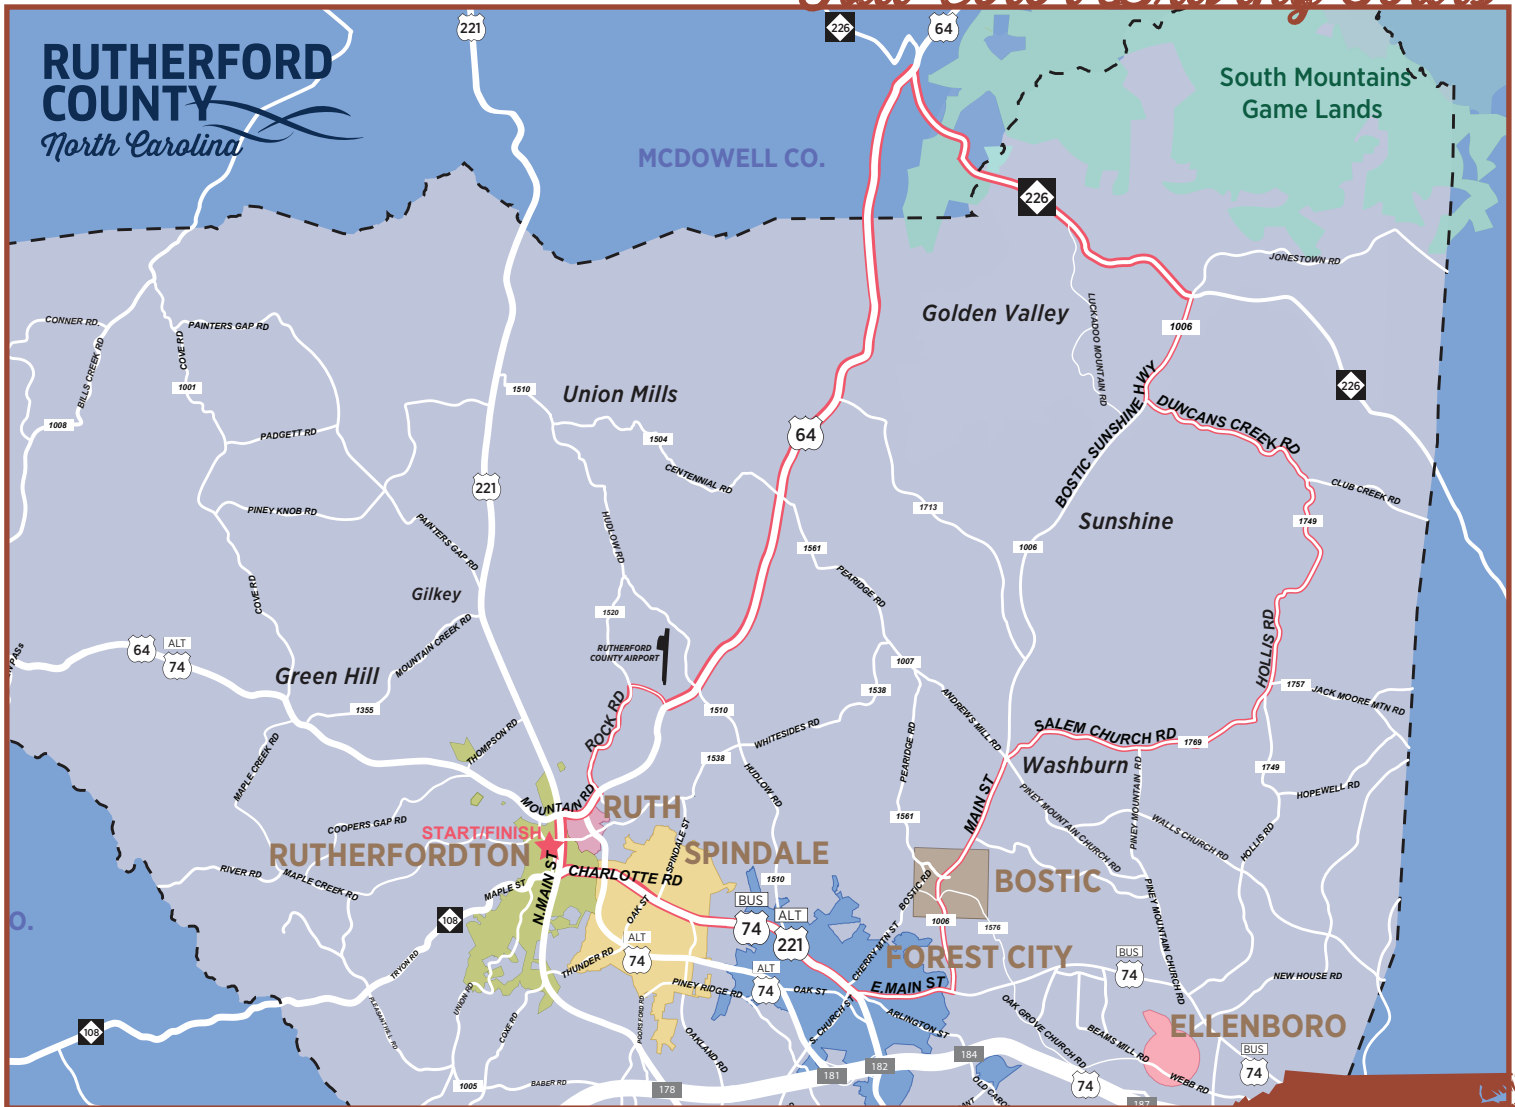 221
226
64
RUTHERFORD
COUNTY
North Carolina
South Mountains
Game Lands
MCDOWELL CO.
226
JONESTOWN RD
Golden Valley
LUCKADOO MOUNTAIN RD
1006
CONNER RD.
PAINTERS GAP RD
COVE RD
BILLS CREEK RD
1001
1510
Union Mills
BOSTIC SUNSHINE HWY
226
DUNCANS CREEK RD
1008
PADGETT RD
1504
64
CENTENNIAL RD
221
CLUB CREEK RD
PINEY KNOB RD
1713
Sunshine
1749
PAINTERS GAP RD
HUDLOW RD
1561
1006
PEARIDGE RD
COVE RD
Gilkey
1520
MOUNTAIN CREEK RD
HOLLIS RD
64
ALT
74
RUTHERFORD
COUNTY AIRPORT
1007
Green Hill
1538
1757
JACK MOORE MTN RD
1355
1510
ROCK RD
ANDREWS MILL RD
THOMPSON RD
WHITESIDES RD
SALEM CHURCH RD
1769
PEARIDGE RD
1538
Washburn
1749
MAPLE CREEK RD
HUDLOW RD
PINEY MOUNTAIN RD
HOPEWELL RD
MOUNTAIN RD
RUTH
MAIN ST
PINEY MOUNTAIN CHURCH RD
1561
COOPERS GAP RD
START/FINISH
SPINDALE ST
WALLS CHURCH RD
HOLLIS RD
RUTHERFORDTON
SPINDALE
RIVER RD
MAPLE CREEK RD
CHARLOTTE RD
MAPLE ST
N. MAIN ST
1510
BOSTIC RD
BOSTIC
PINEY MOUNTAIN CHURCH RD
O.
108
OAK ST
BUS
74
ALT
221
1006
1576
CHERRY MTN ST
ALT
74
FOREST CITY
TRYON RD
THUNDER RD
ALT
74
BUS
74
NEW HOUSE RD
PINEY RIDGE RD
OAK ST
E.MAIN ST
UNION RD
S. CHURCH ST
ARLINGTON ST
OAK GROVE CHURCH RD
ELLENBORO
108
COXE RD
OAKLAND RD
BEAMS MILL RD
184
BUS
74
182
181
WEBB RD
1005
BABER RD
178
74
187